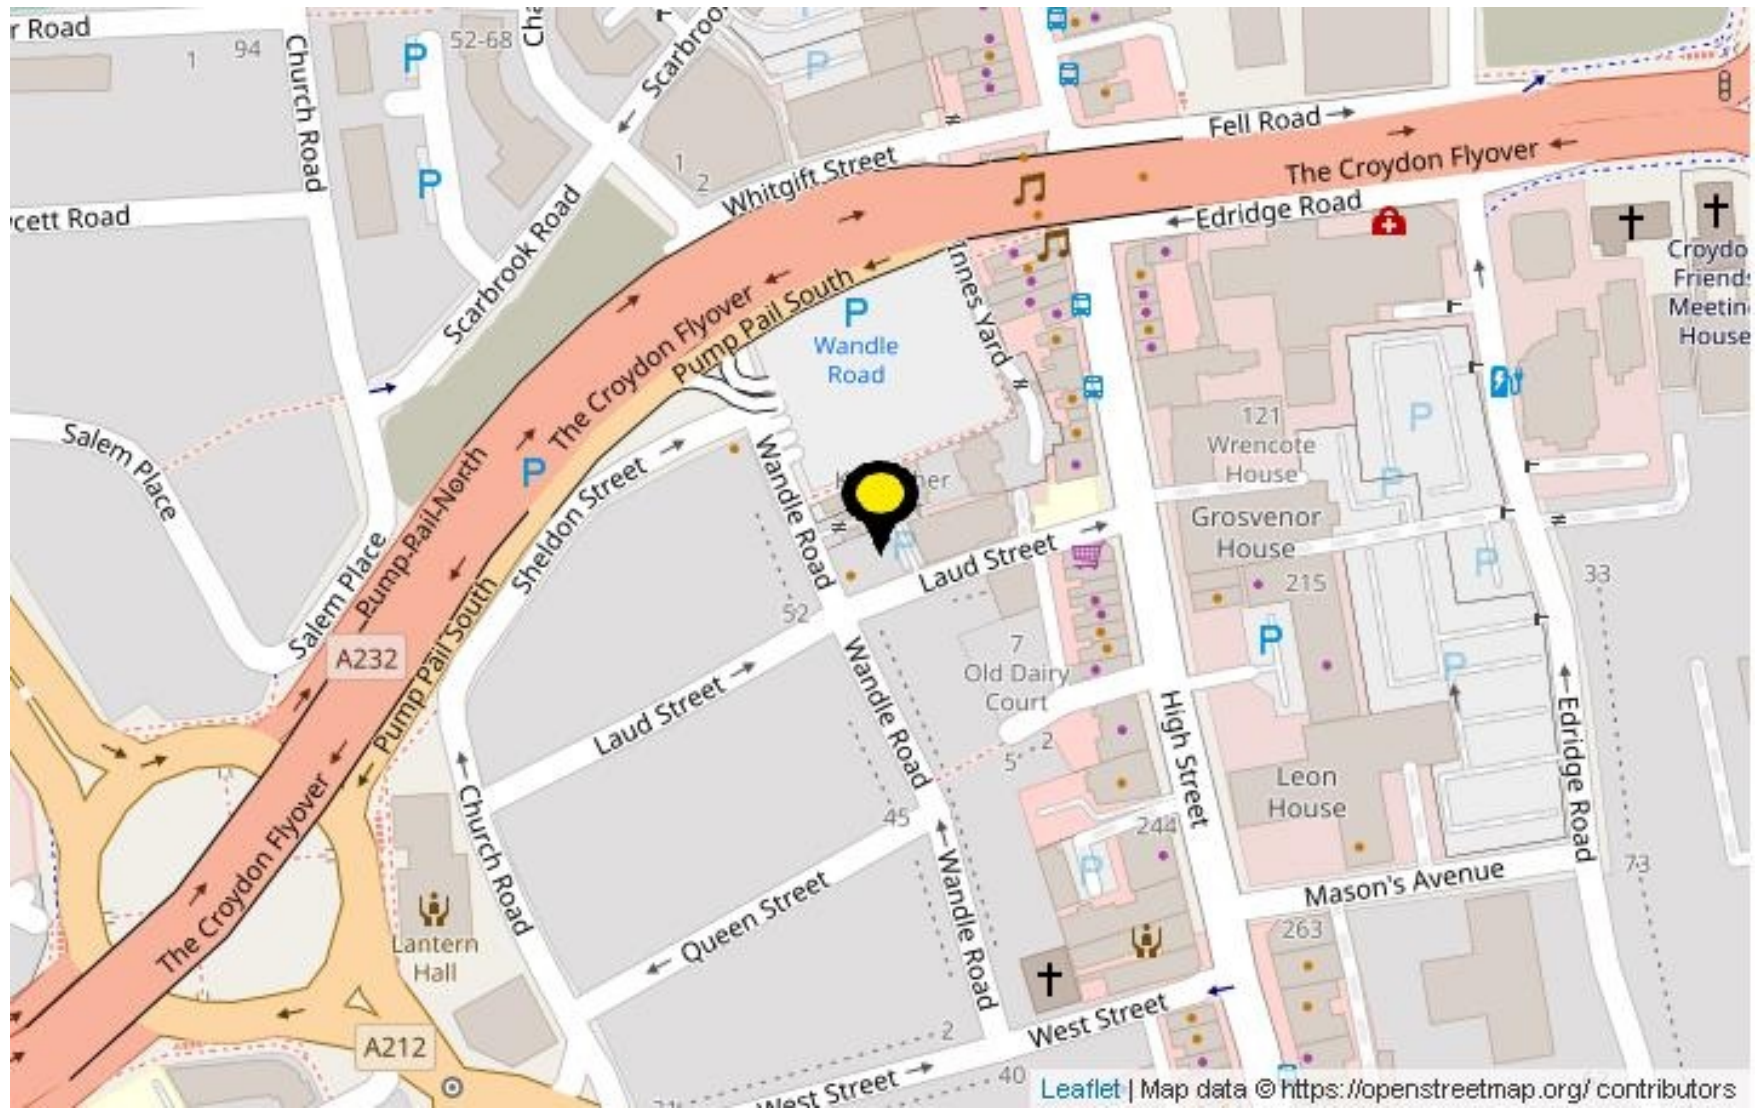 r Road
1
94
52-68
Church Road
Scarbrook Road
cett Road
1
2
Whitgift Street
Fell Road
The Croydon Flyover
Edridge Road
Croydo
Friends
Meetin
House
Pump Pail South
The Croydon Flyover
Innes Yard
P
Wandle
Road
Salem Place
Pump Pail North
P
Sheldon Street
Wandle Road
121
Wrencote
House
Grosvenor
House
Laud Street
33
215
52
Salem Place
A232
Pump Pail South
7
Old Dairy
Court
Laud Street
Wandle Road
High Street
Edridge Road
2
5
Leon
House
45
244
73
Church Road
The Croydon Flyover
Mason's Avenue
Queen Street
Wandle Road
263
Lantern
Hall
West Street
2
A212
40
West Street
Leaflet | Map data © https://openstreetmap.org/ contributors